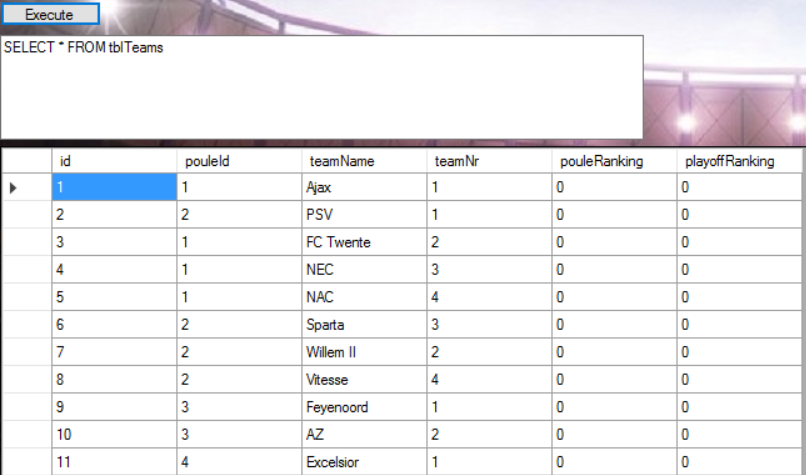 Execute
SELECT * FROM tblTeams
id pouleId teamName teamNr pouleRanking playoffRanking
1 1 Ajax 1 0 0
2 2 PSV 1 0 0
3 1 FC Twente 2 0 0
4 1 NEC 3 0 0
5 1 NAC 4 0 0
6 2 Sparta 3 0 0
7 2 Willem II 2 0 0
8 2 Vitesse 4 0 0
9 3 Feyenoord 1 0 0
10 3 AZ 2 0 0
11 4 Excelsior 1 0 0